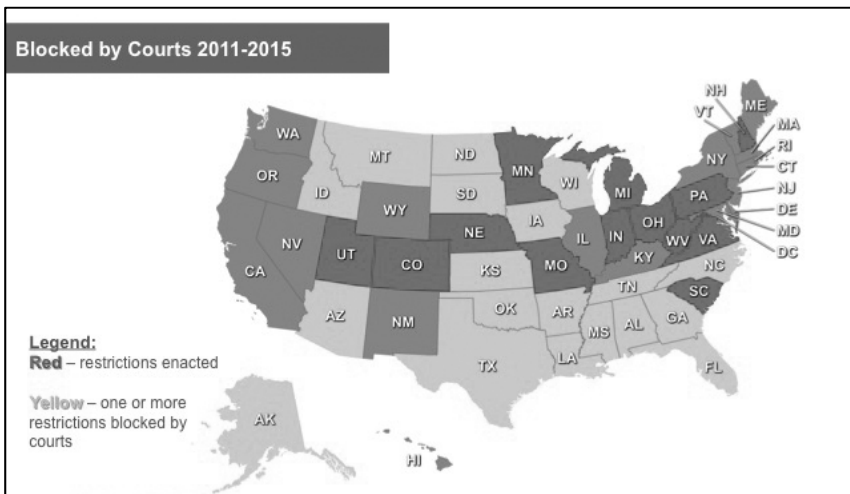 Blocked by Courts 2011-2015
NH
ME
VT
WA
MA
RI
MT
ND
NY
CT
OR
MN
ID
SD
WI
MI
NJ
WY
PA
DE
IA
OH
MD
NE
IN
NV
IL
WV
VA
DC
UT
CO
CA
KS
MO
KY
NC
TN
OK
AR
SC
AZ
NM
MS
AL
GA
LA
TX
FL
AK
HI
Legend:
Red – restrictions enacted
Yellow – one or more
restrictions blocked by
courts